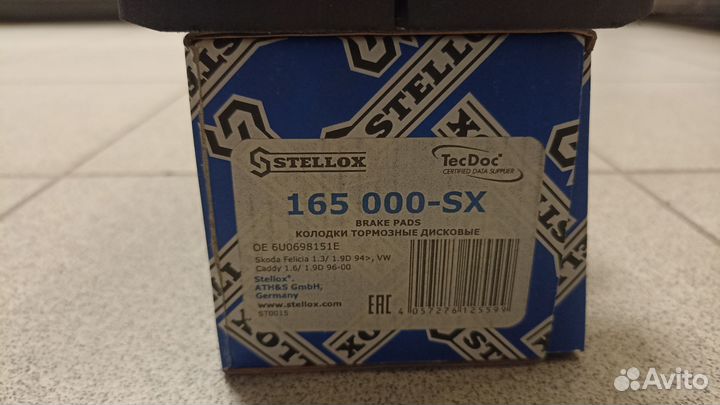 STELLOX
STELLOX
TecDoc
CERTIFIED DATA SUPPLIER
165 000-SX
BRAKE PADS
КОЛОДКИ ТОРМОЗНЫЕ ДИСКОВЫЕ
OE 6U0698151E
Skoda Felicia 1.3/ 1.9D 94>, VW
Caddy 1.6/ 1.9D 96-00
Stellox®.
ATH&S GmbH,
Germany
www.stellox.com
ST0015
EAC
4 057276 125599
Avito